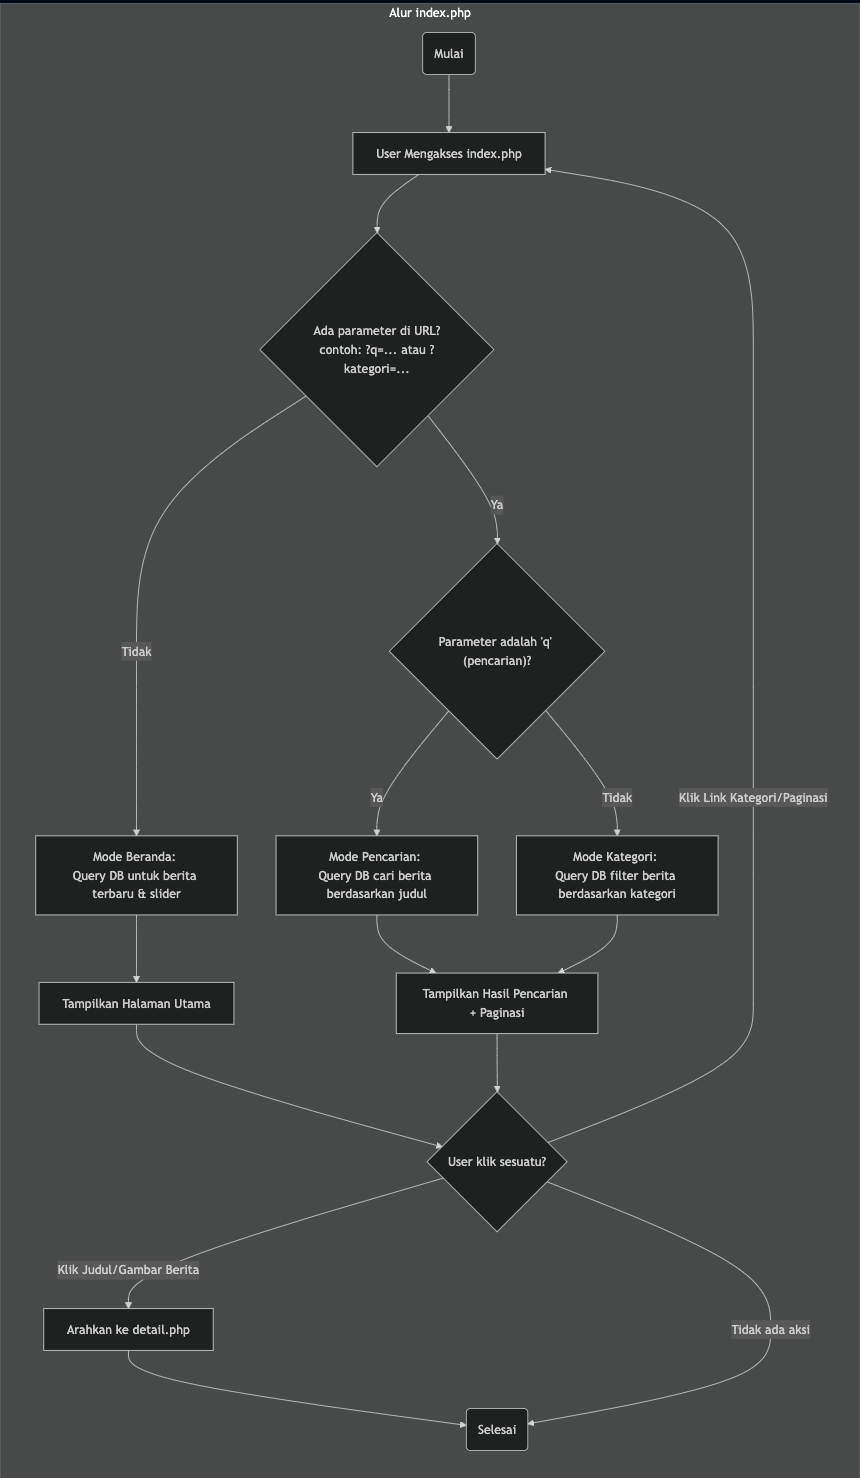 Alur index.php
Mulai
User Mengakses index.php
Ada parameter di URL?
contoh: ?q=... atau ?
kategori=...
Ya
Parameter adalah 'q'
(pencarian)?
Tidak
Ya
Tidak
Klik Link Kategori/Paginasi
Mode Beranda:
Query DB untuk berita
terbaru & slider
Mode Pencarian:
Query DB cari berita
berdasarkan judul
Mode Kategori:
Query DB filter berita
berdasarkan kategori
Tampilkan Halaman Utama
Tampilkan Hasil Pencarian
+ Paginasi
User klik sesuatu?
Klik Judul/Gambar Berita
Arahkan ke detail.php
Tidak ada aksi
Selesai